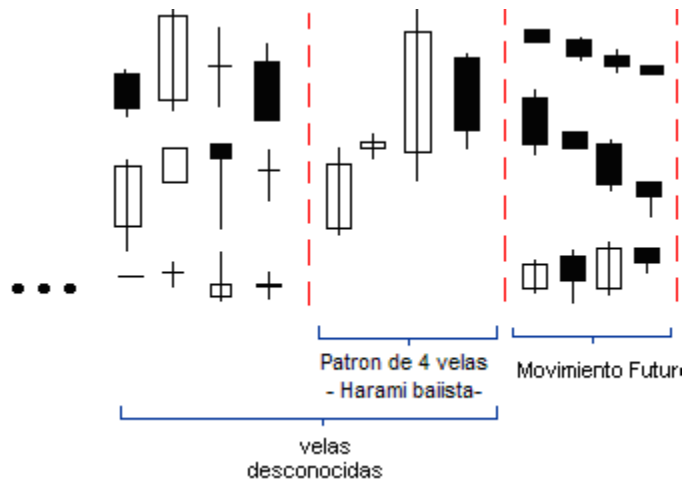 Patron de 4 velas
- Harami bajista-
Movimiento Futur
velas
desconocidas